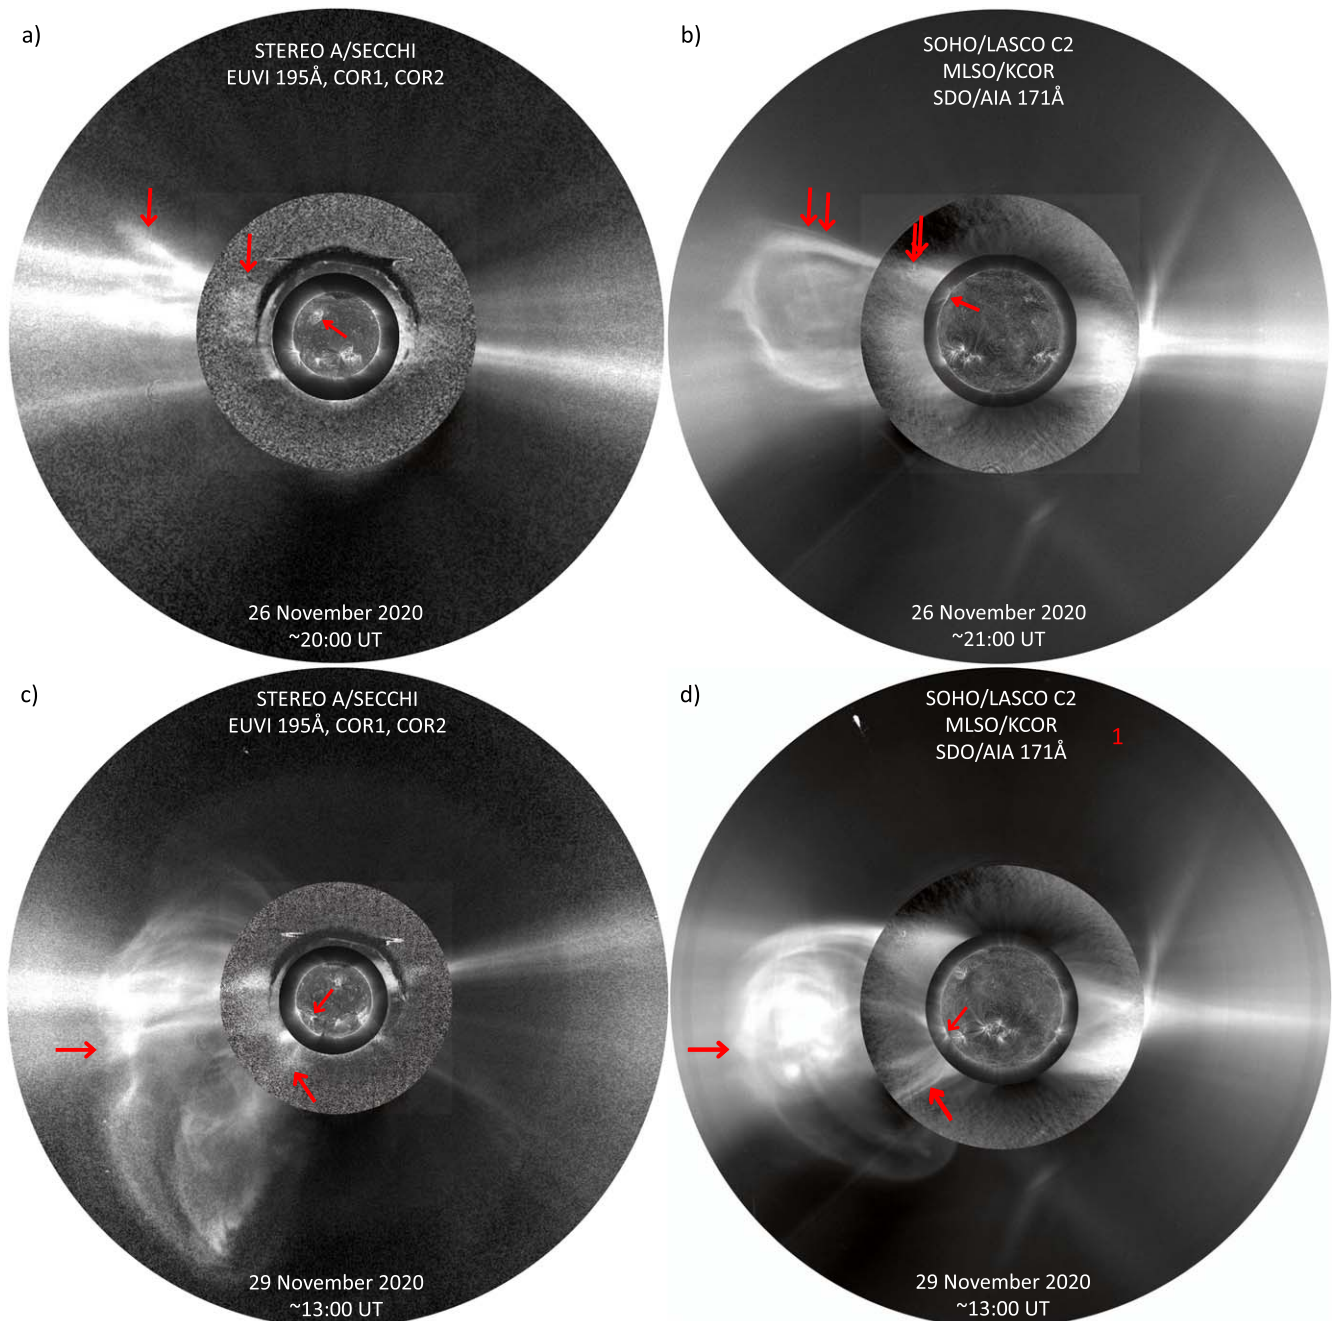 a)
STEREO A/SECCHI
EUVI 195Å, COR1, COR2
26 November 2020
~20:00 UT
b)
SOHO/LASCO C2
MLSO/KCOR
SDO/AIA 171Å
26 November 2020
~21:00 UT
c)
STEREO A/SECCHI
EUVI 195Å, COR1, COR2
29 November 2020
~13:00 UT
d)
SOHO/LASCO C2
MLSO/KCOR
SDO/AIA 171Å
1
29 November 2020
~13:00 UT